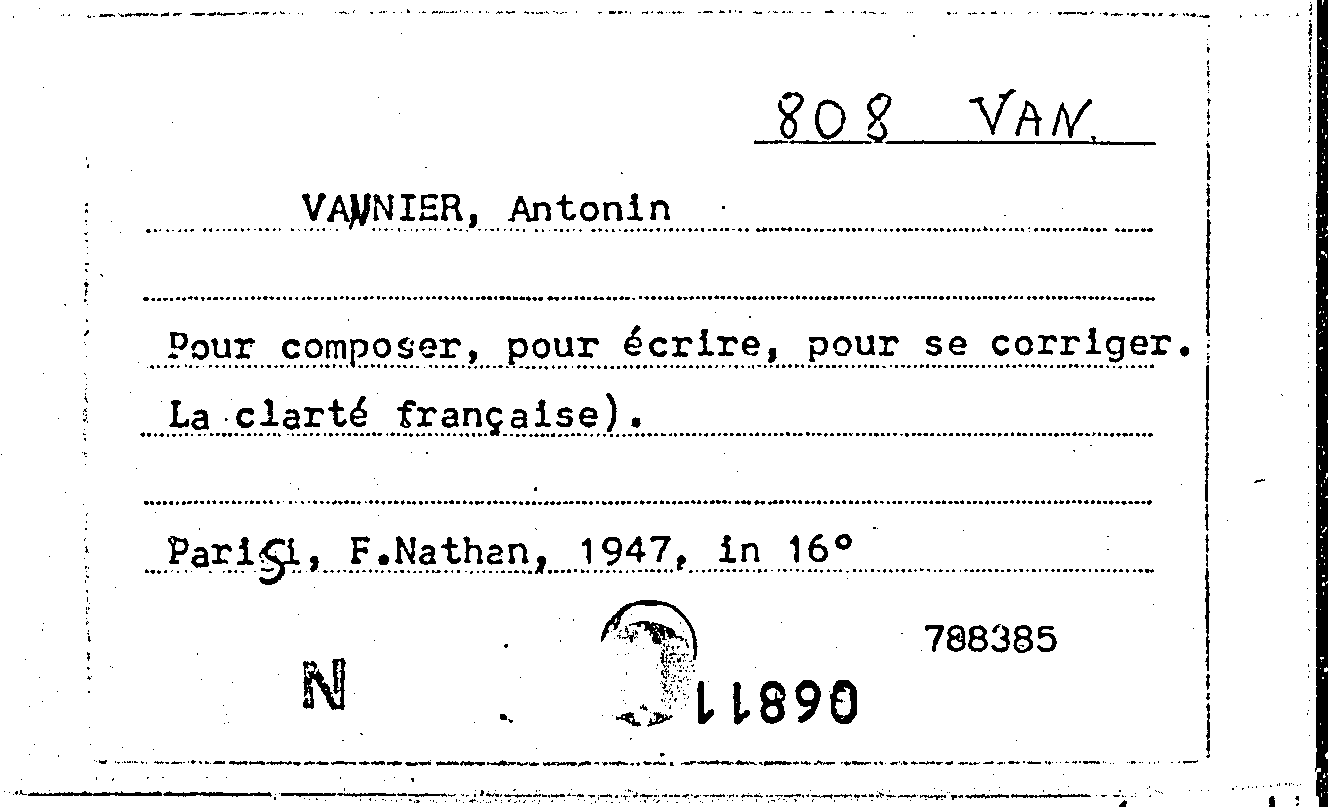 808 VAN.
VANNIER, Antonin
Pour composer, pour écrire, pour se corriger.
La clarté française).
Parigi, F.Nathan, 1947, in 16°
788385
N
06811